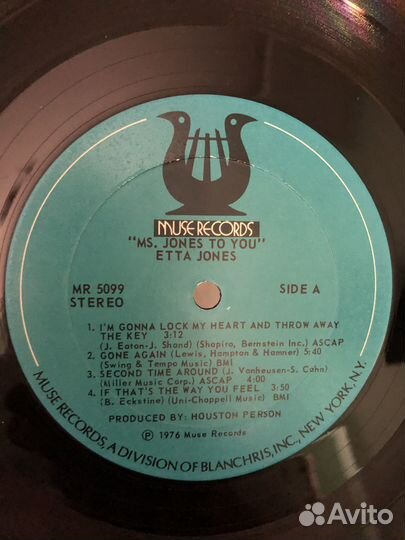 MUSE RECORDS
"MS. JONES TO YOU"
ETTA JONES
MR 5099
STEREO
SIDE A
1. I'M GONNA LOCK MY HEART AND THROW AWAY
THE KEY 3:12
(J. Eaton-J. Shand) (Shapiro, Bernstein Inc.) ASCAP
2. GONE AGAIN (Lewis, Hampton & Hamner) 5:40
(Swing & Tempo Music) BMI
3. SECOND TIME AROUND (J. Vanheusen-S. Cahn)
(Miller Music Corp.) ASCAP 4:00
4. IF THAT'S THE WAY YOU FEEL 3:50
(B. Eckstine) (Uni-Choppell Music) BMI
PRODUCED BY: HOUSTON PERSON
℗ 1976 Muse Records
MUSE RECORDS, A DIVISION OF BLANCHRIS, INC., NEW YORK, N.Y.
Avito